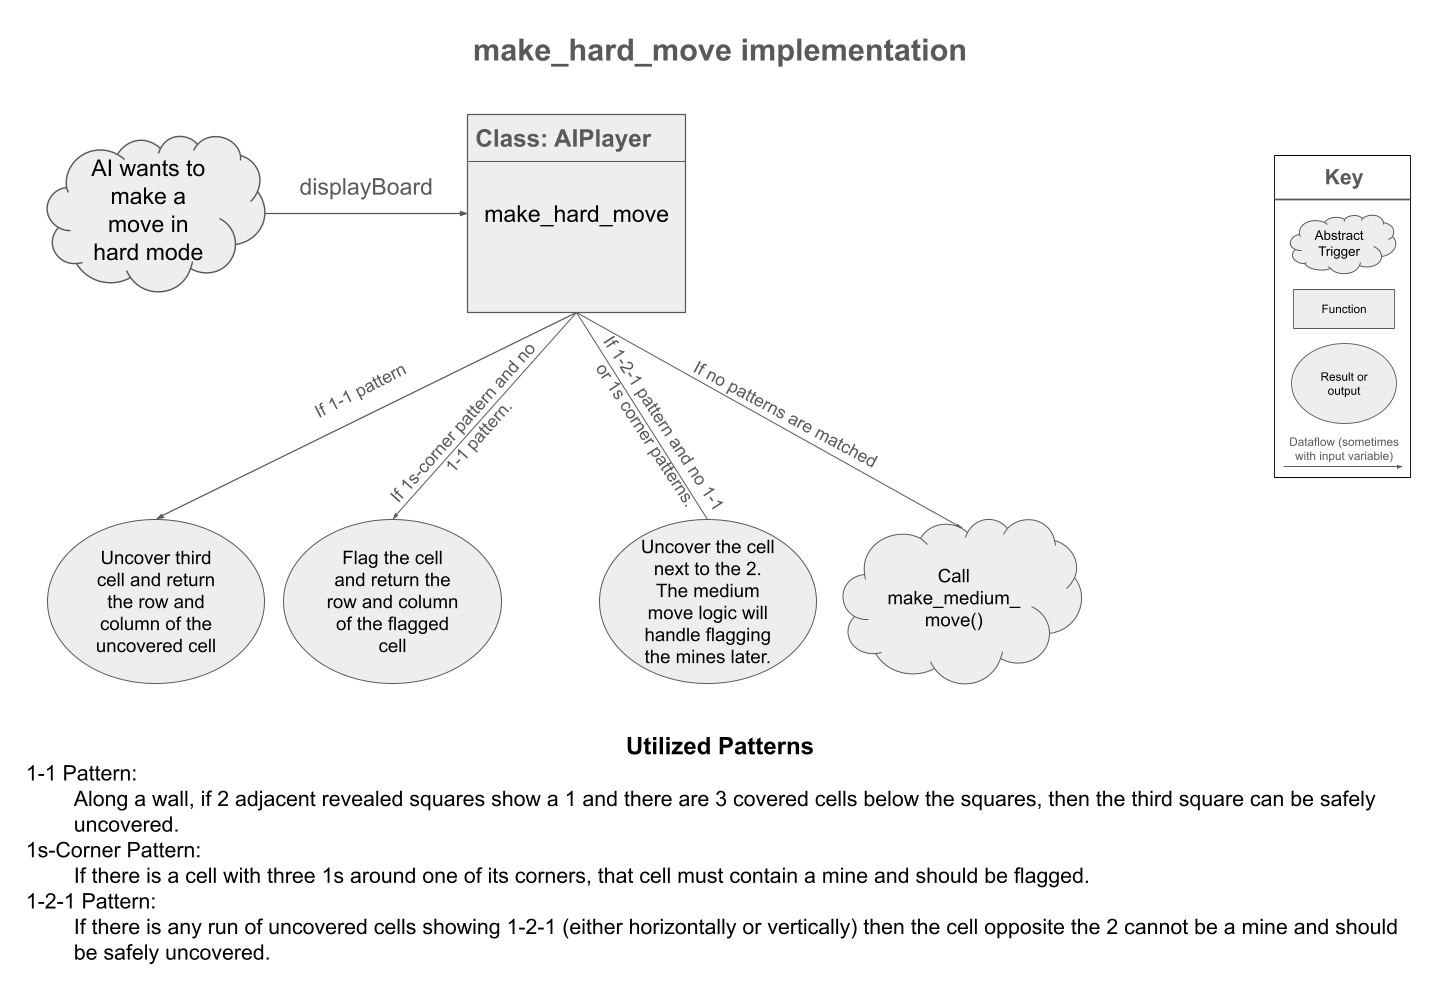 make_hard_move implementation
AI wants to
make a
move in
hard mode
displayBoard
Class: AIPlayer
make_hard_move
Key
Abstract
Trigger
Function
Result or
output
Dataflow (sometimes
with input variable)
If 1-1 pattern
If 1s-corner pattern and no
1-1 pattern.
If 1-2-1 pattern and no 1-1
or 1s corner patterns.
If no patterns are matched
Uncover third
cell and return
the row and
column of the
uncovered cell
Flag the cell
and return the
row and column
of the flagged
cell
Uncover the cell
next to the 2.
The medium
move logic will
handle flagging
the mines later.
Call
make_medium_
move()
Utilized Patterns
1-1 Pattern:
Along a wall, if 2 adjacent revealed squares show a 1 and there are 3 covered cells below the squares, then the third square can be safely
uncovered.
1s-Corner Pattern:
If there is a cell with three 1s around one of its corners, that cell must contain a mine and should be flagged.
1-2-1 Pattern:
If there is any run of uncovered cells showing 1-2-1 (either horizontally or vertically) then the cell opposite the 2 cannot be a mine and should
be safely uncovered.